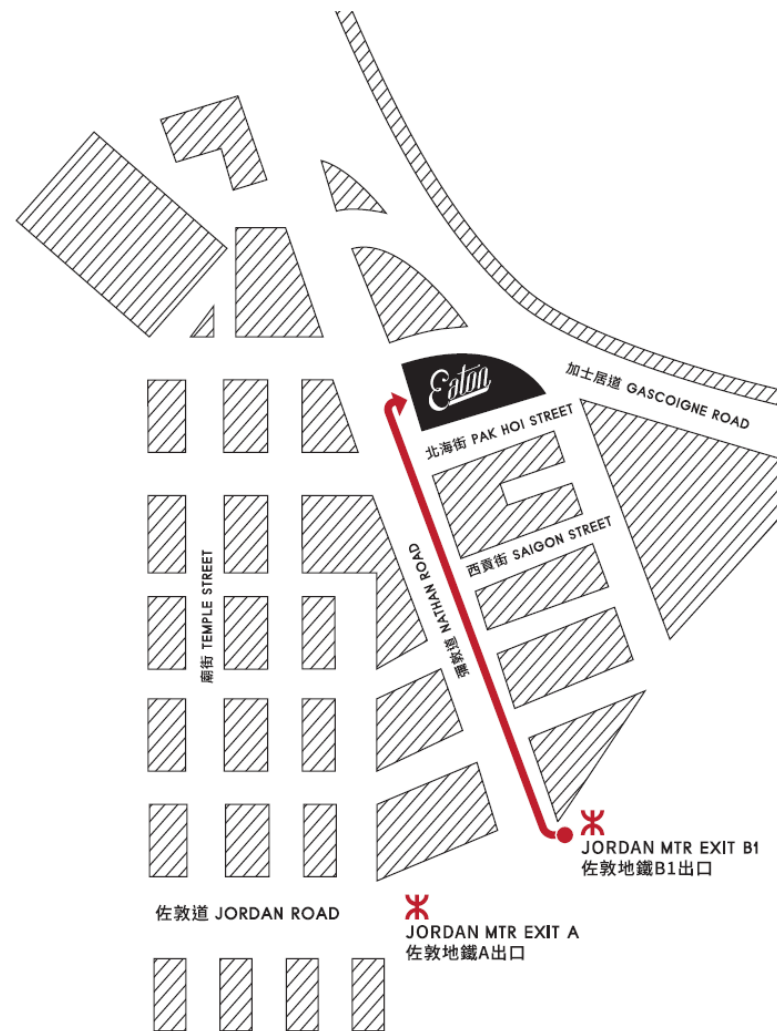 Eaton
加士居道 GASCOIGNE ROAD
北海街 PAK HOI STREET
西貢街 SAIGON STREET
彌敦道 NATHAN ROAD
廟街 TEMPLE STREET
JORDAN MTR EXIT B1
佐敦地鐵B1出口
佐敦道 JORDAN ROAD
JORDAN MTR EXIT A
佐敦地鐵A出口